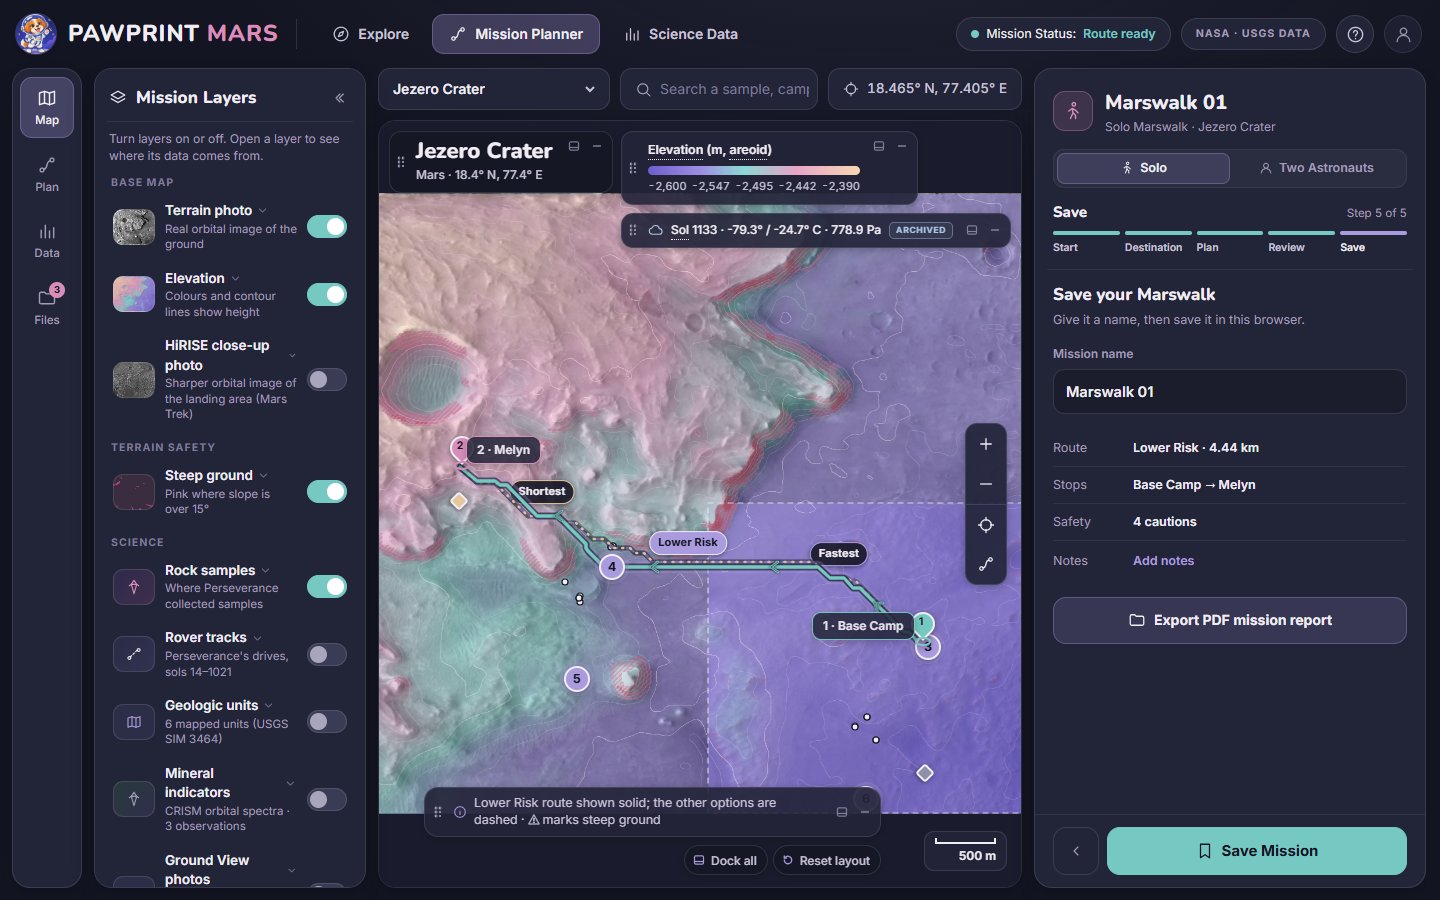 PAWPRINT MARS
Explore
Mission Planner
Science Data
Mission Status: Route ready
NASA · USGS DATA
Map
Plan
Data
3
Files
Mission Layers
Turn layers on or off. Open a layer to see
where its data comes from.
BASE MAP
Terrain photo
Real orbital image of the
ground
Elevation
Colours and contour
lines show height
HiRISE close-up
photo
Sharper orbital image of
the landing area (Mars
Trek)
TERRAIN SAFETY
Steep ground
Pink where slope is
over 15°
SCIENCE
Rock samples
Where Perseverance
collected samples
Rover tracks
Perseverance's drives,
sols 14–1021
Geologic units
6 mapped units (USGS
SIM 3464)
Mineral
indicators
CRISM orbital spectra ·
3 observations
Ground View
photos
Jezero Crater
Search a sample, camp
18.465° N, 77.405° E
Jezero Crater
Mars · 18.4° N, 77.4° E
Elevation (m, areoid)
-2,600 -2,547 -2,495 -2,442 -2,390
Sol 1133 · -79.3° / -24.7° C · 778.9 Pa
ARCHIVED
2
2 · Melyn
Shortest
Lower Risk
Fastest
4
1 · Base Camp
1
3
5
6
Lower Risk route shown solid; the other options are
dashed · ⚠ marks steep ground
Dock all
Reset layout
500 m
Marswalk 01
Solo Marswalk · Jezero Crater
Solo
Two Astronauts
Save
Step 5 of 5
Start
Destination
Plan
Review
Save
Save your Marswalk
Give it a name, then save it in this browser.
Mission name
Marswalk 01
Route Lower Risk · 4.44 km
Stops Base Camp → Melyn
Safety 4 cautions
Notes Add notes
Export PDF mission report
Save Mission